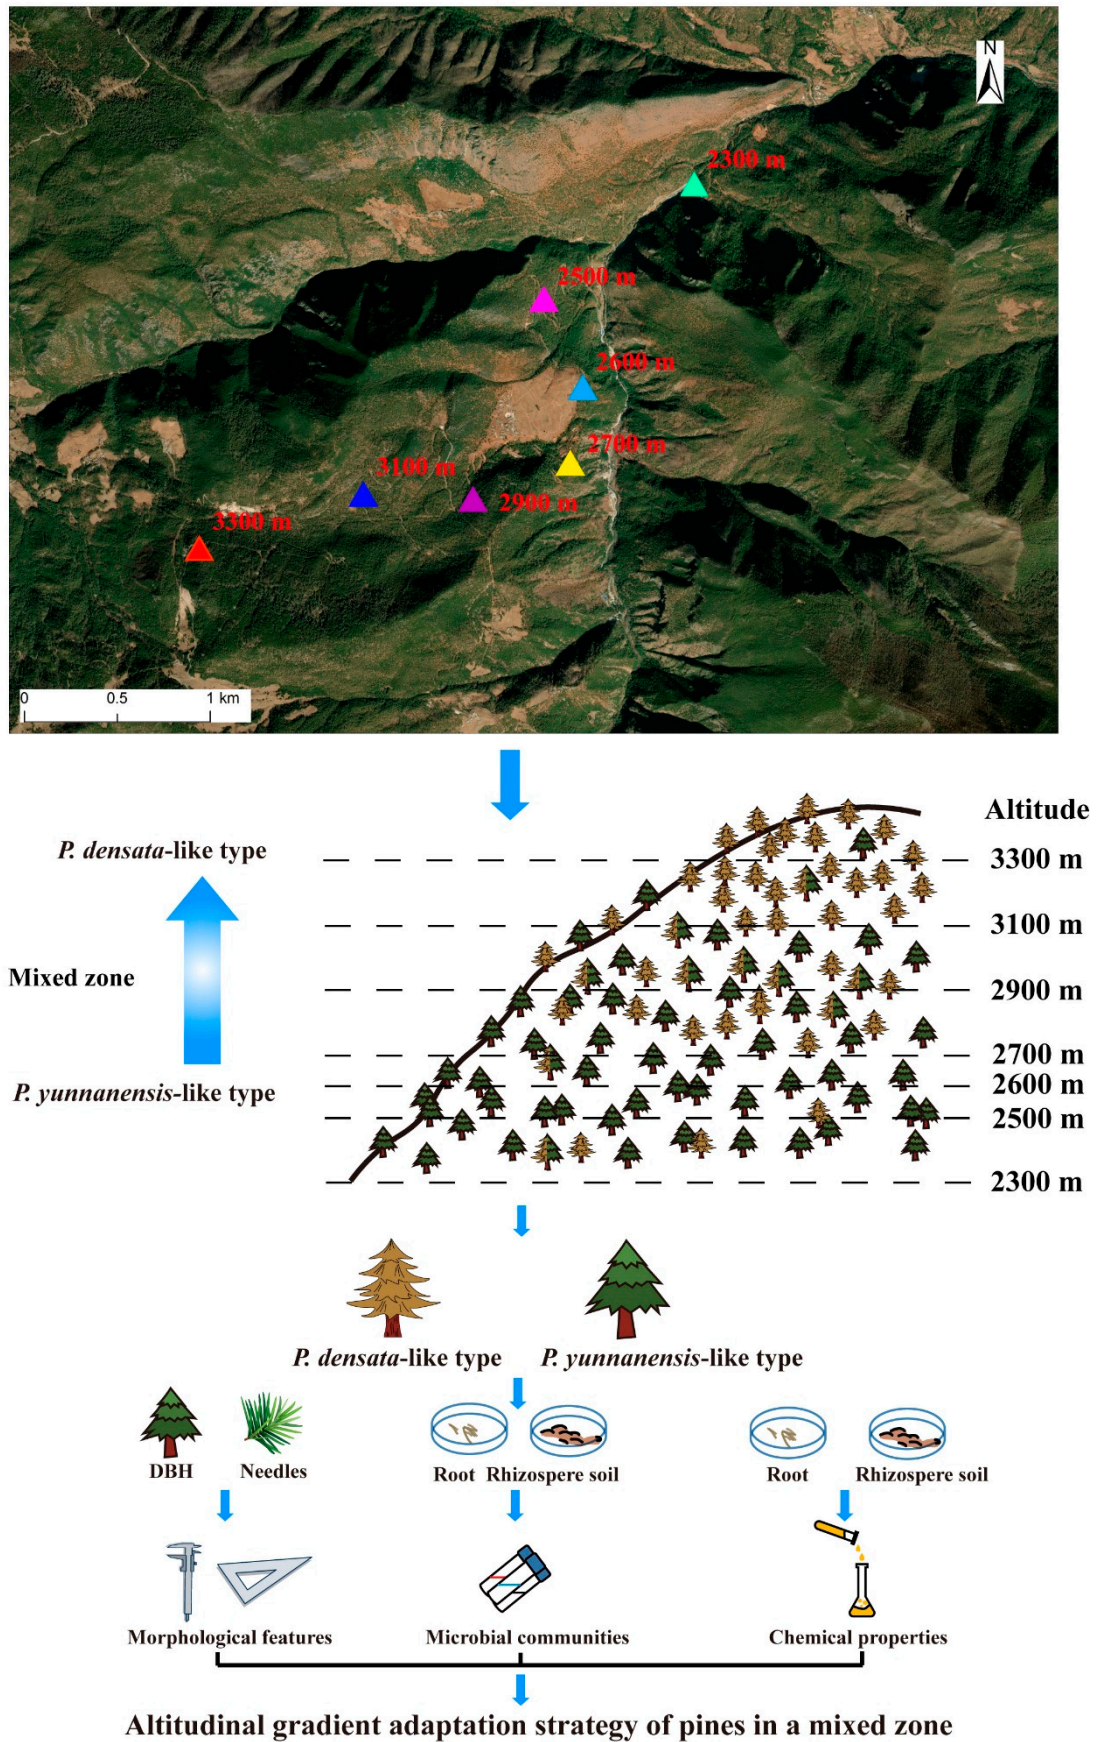 N
2300 m
2500 m
2600 m
2700 m
3100 m
2900 m
3300 m
0 0.5 1 km
Altitude
P. densata-like type
3300 m
3100 m
Mixed zone
2900 m
2700 m
P. yunnanensis-like type
2600 m
2500 m
2300 m
P. densata-like type P. yunnanensis-like type
DBH Needles Root Rhizospere soil Root Rhizospere soil
Morphological features Microbial communities Chemical properties
Altitudinal gradient adaptation strategy of pines in a mixed zone